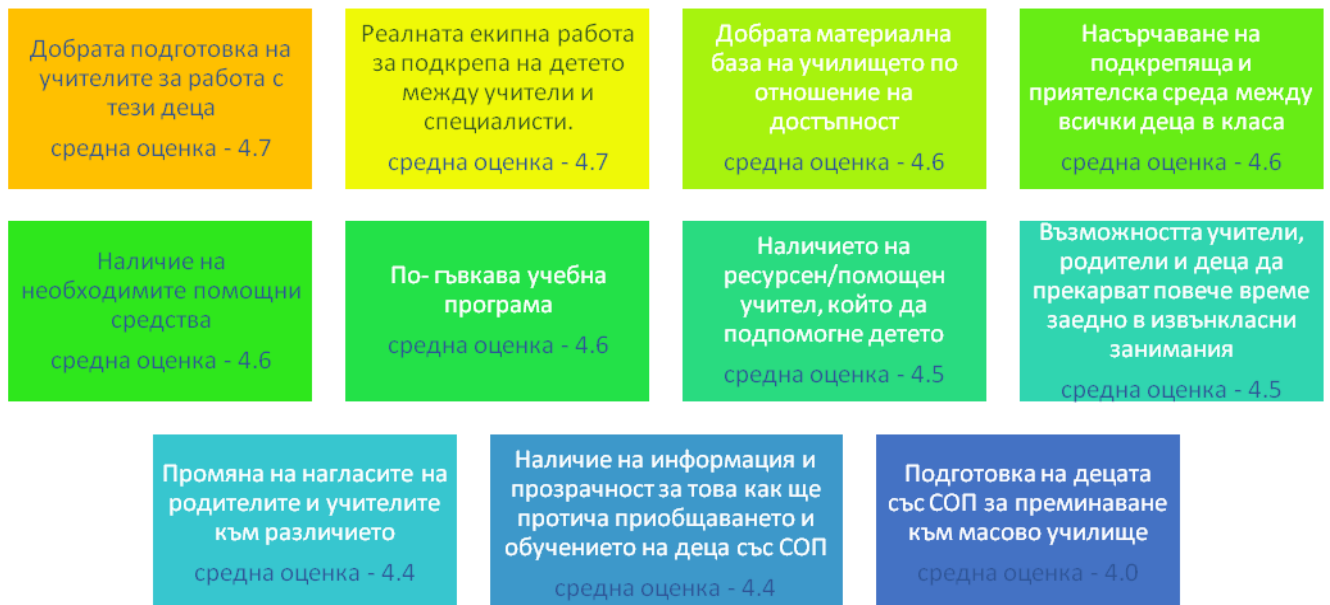 Добрата подготовка на
учителите за работа с
тези деца
средна оценка - 4.7
Реалната екипна работа
за подкрепа на детето
между учители и
специалисти.
средна оценка - 4.7
Добрата материална
база на училището по
отношение на
достъпност
средна оценка - 4.6
Насърчаване на
подкрепяща и
приятелска среда между
всички деца в класа
средна оценка - 4.6
Наличие на
необходимите помощни
средства
средна оценка - 4.6
По- гъвкава учебна
програма
средна оценка - 4.6
Наличието на
ресурсен/помощен
учител, който да
подпомогне детето
средна оценка - 4.5
Възможността учители,
родители и деца да
прекарват повече време
заедно в извънкласни
занимания
средна оценка - 4.5
Промяна на нагласите на
родителите и учителите
към различието
средна оценка - 4.4
Наличие на информация и
прозрачност за това как ще
протича приобщаването и
обучението на деца със СОП
средна оценка - 4.4
Подготовка на децата
със СОП за преминаване
към масово училище
средна оценка - 4.0